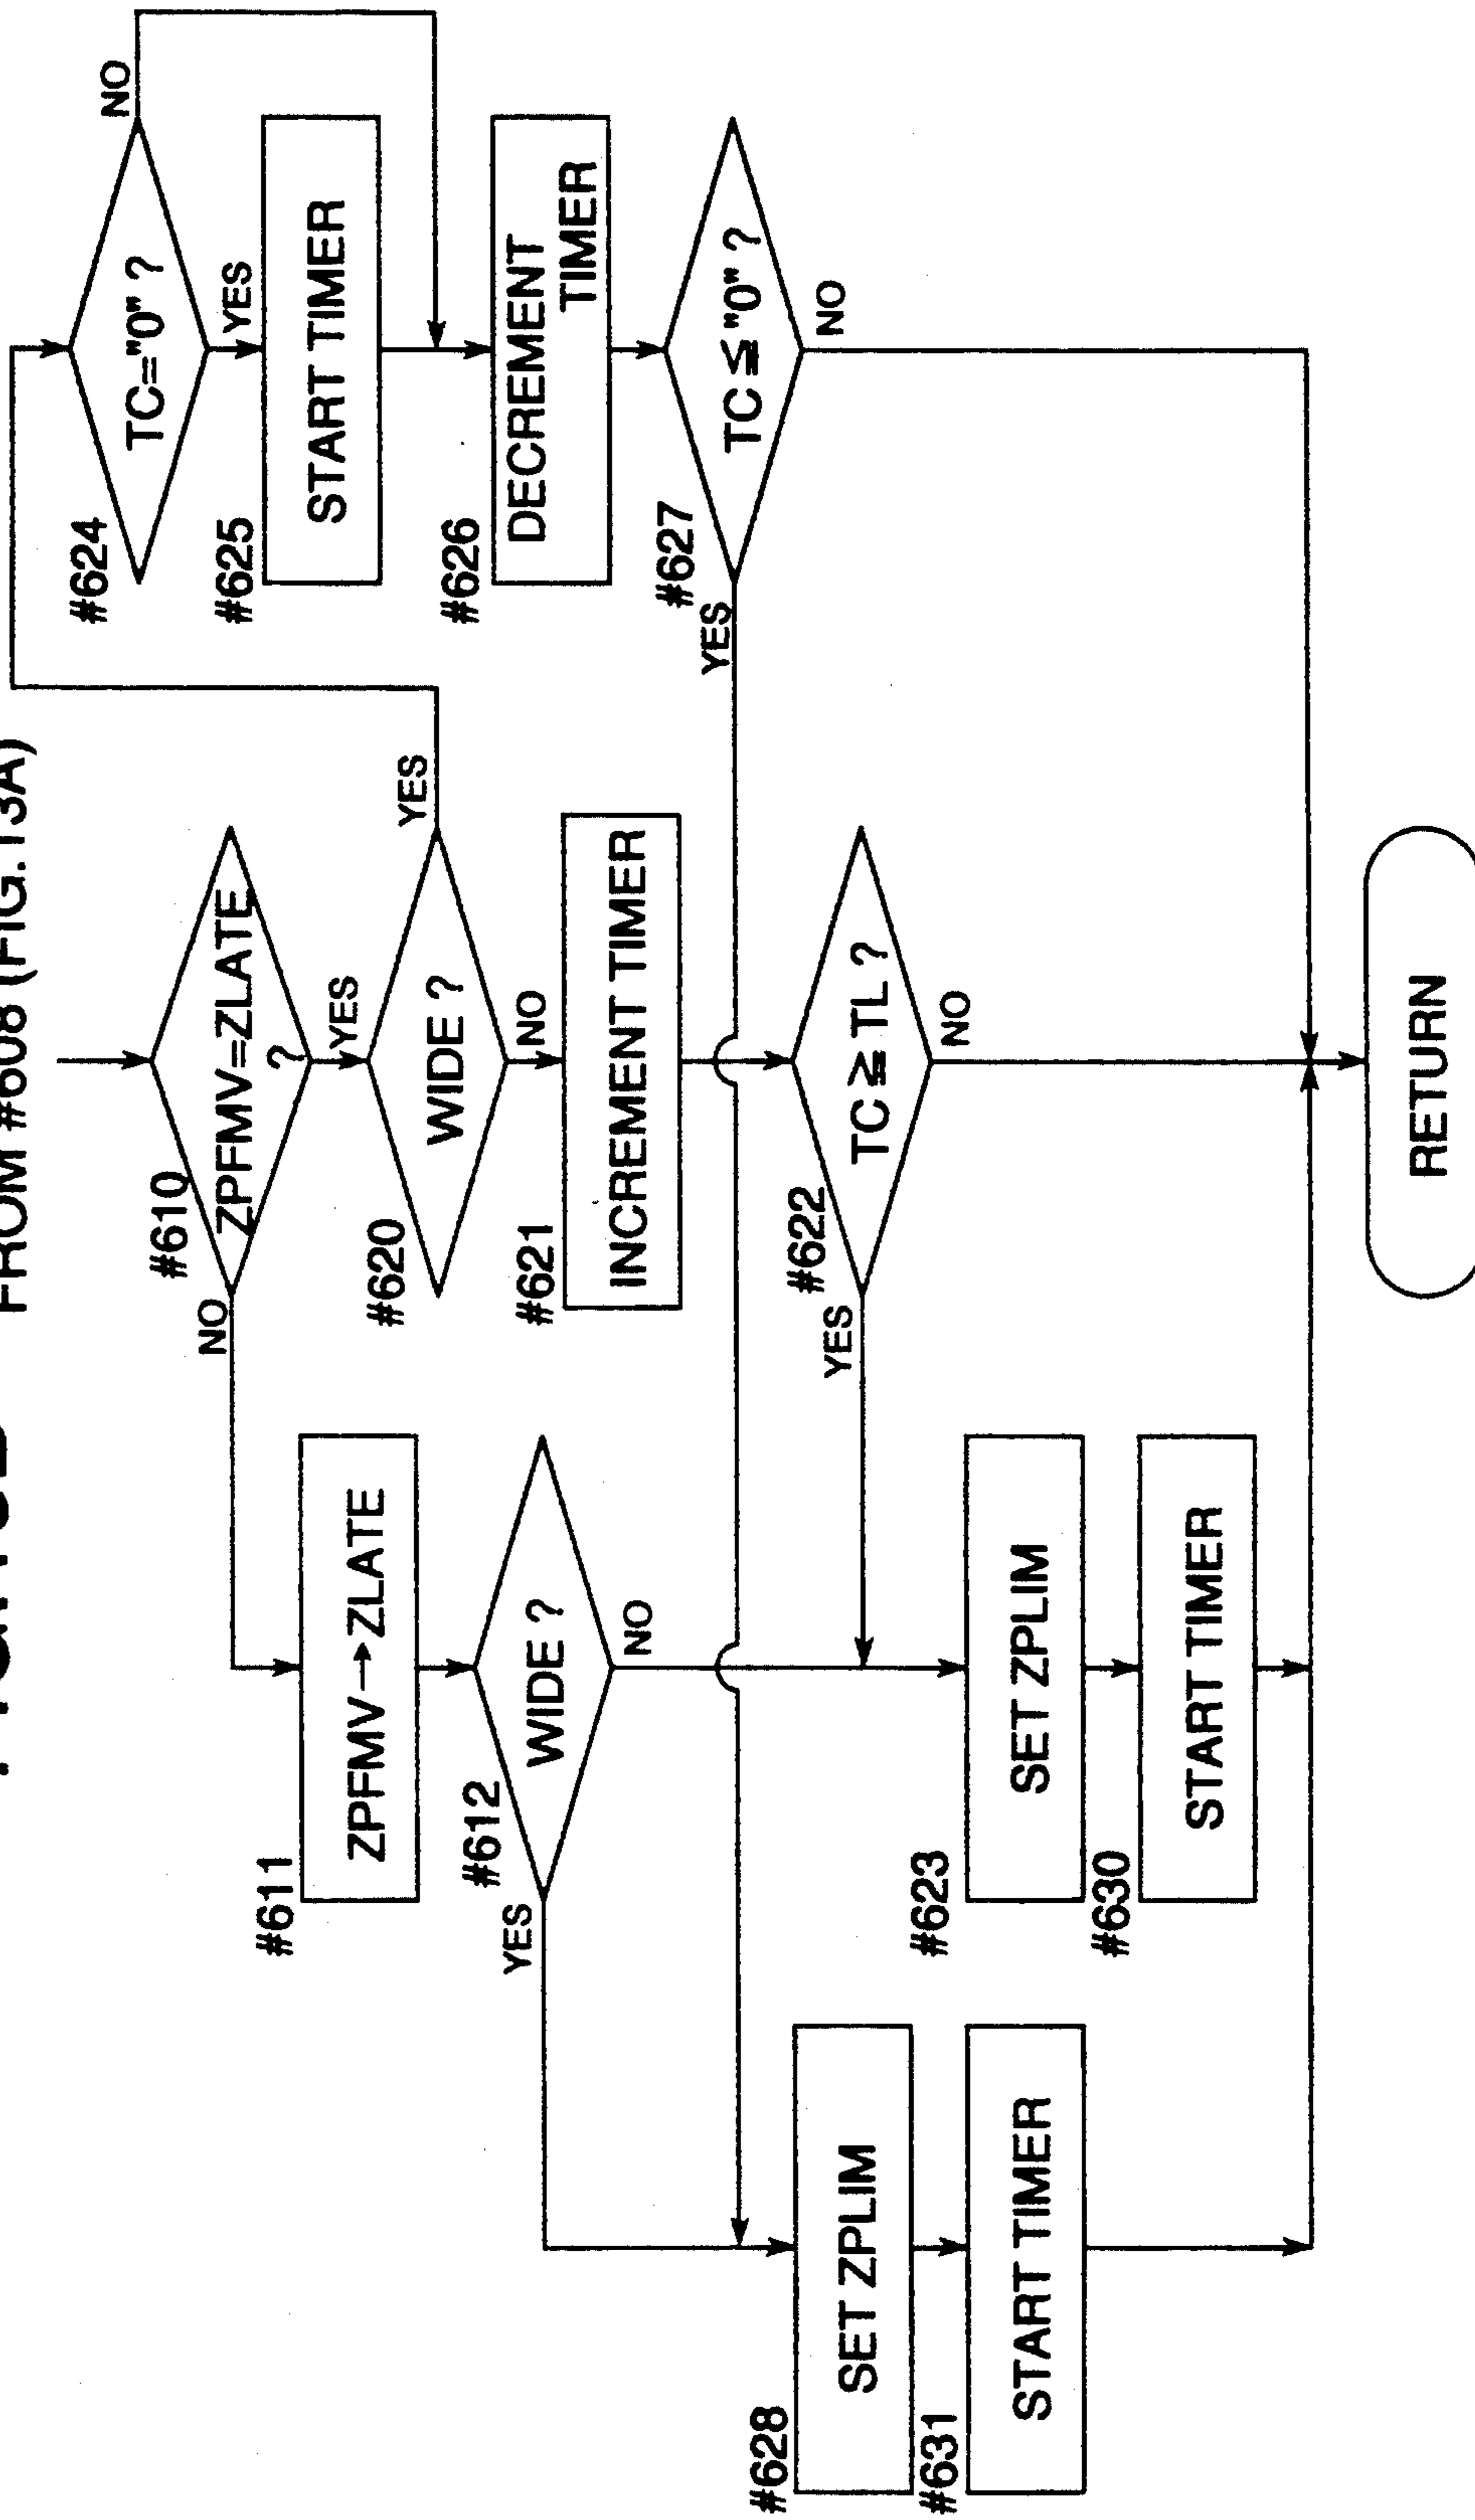 FROM #608 (FIG.13A)
#610
ZPFMV=ZLATE
?
NO
YES
#611
ZPFMV→ZLATE
#612
WIDE ?
YES
NO
#620
WIDE ?
YES
NO
#621
INCREMENT TIMER
#622
TC ≧ TL ?
YES
NO
#623
SET ZPLIM
#630
START TIMER
#624
TC="0" ?
NO
YES
#625
START TIMER
#626
DECREMENT
TIMER
#627
TC ≦ "0" ?
YES
NO
#628
SET ZPLIM
#631
START TIMER
RETURN